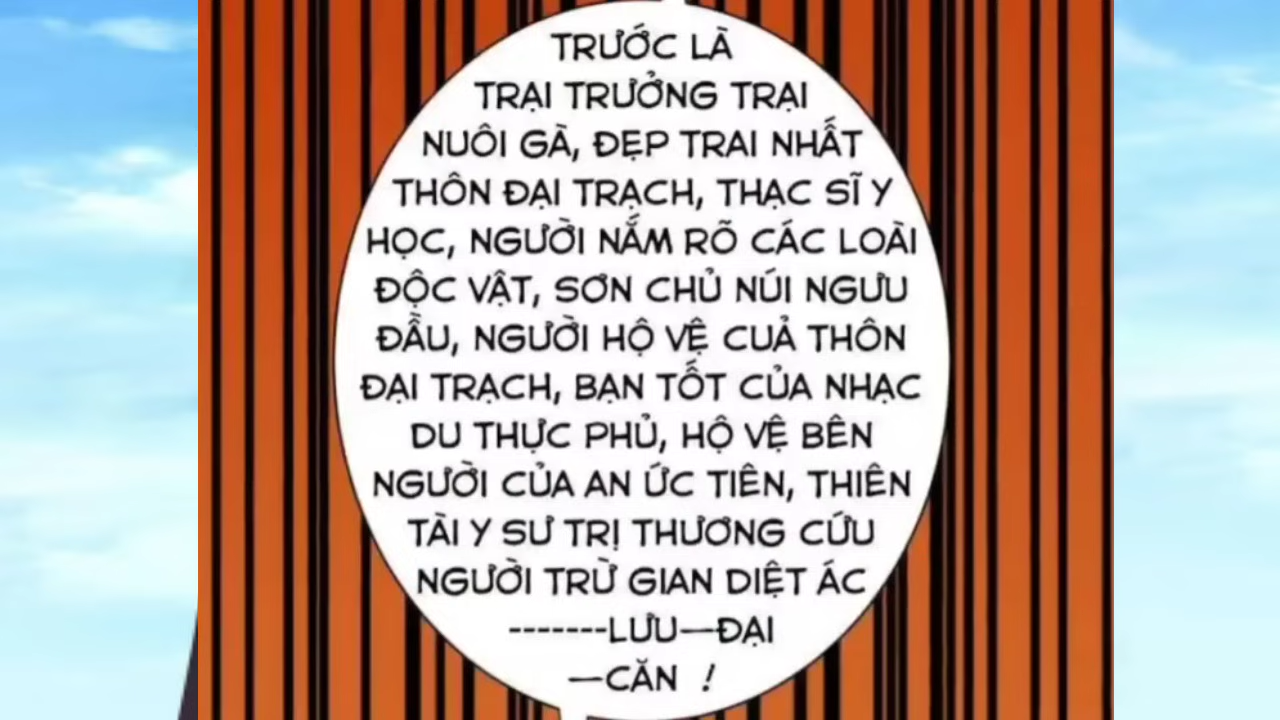 TRƯỚC LÀ
TRẠI TRƯỞNG TRẠI
NUÔI GÀ, ĐẸP TRAI NHẤT
THÔN ĐẠI TRẠCH, THẠC SĨ Y
HỌC, NGƯỜI NẮM RÕ CÁC LOÀI
ĐỘC VẬT, SƠN CHỦ NÚI NGƯU
ĐẦU, NGƯỜI HỘ VỆ CUẢ THÔN
ĐẠI TRẠCH, BẠN TỐT CỦA NHẠC
DU THỰC PHỦ, HỘ VỆ BÊN
NGƯỜI CỦA AN ỨC TIÊN, THIÊN
TÀI Y SƯ TRỊ THƯƠNG CỨU
NGƯỜI TRỪ GIAN DIỆT ÁC
-------LƯU—ĐẠI
—CĂN !